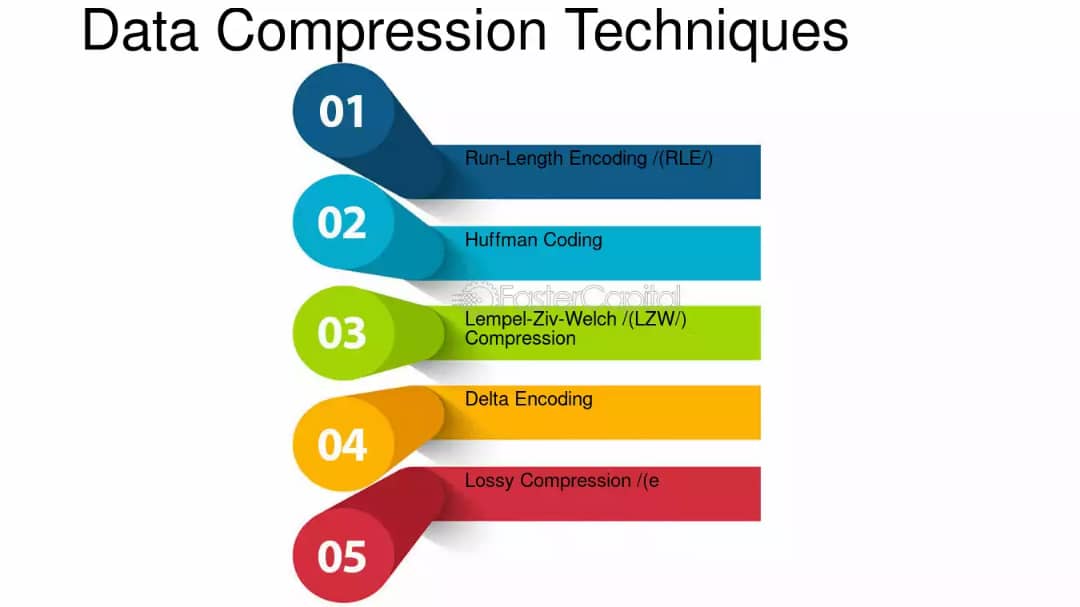 Data Compression Techniques
01
Run-Length Encoding /(RLE/)
02
Huffman Coding
FasterCapital
03
Lempel-Ziv-Welch /(LZW/)
Compression
04
Delta Encoding
05
Lossy Compression /(e